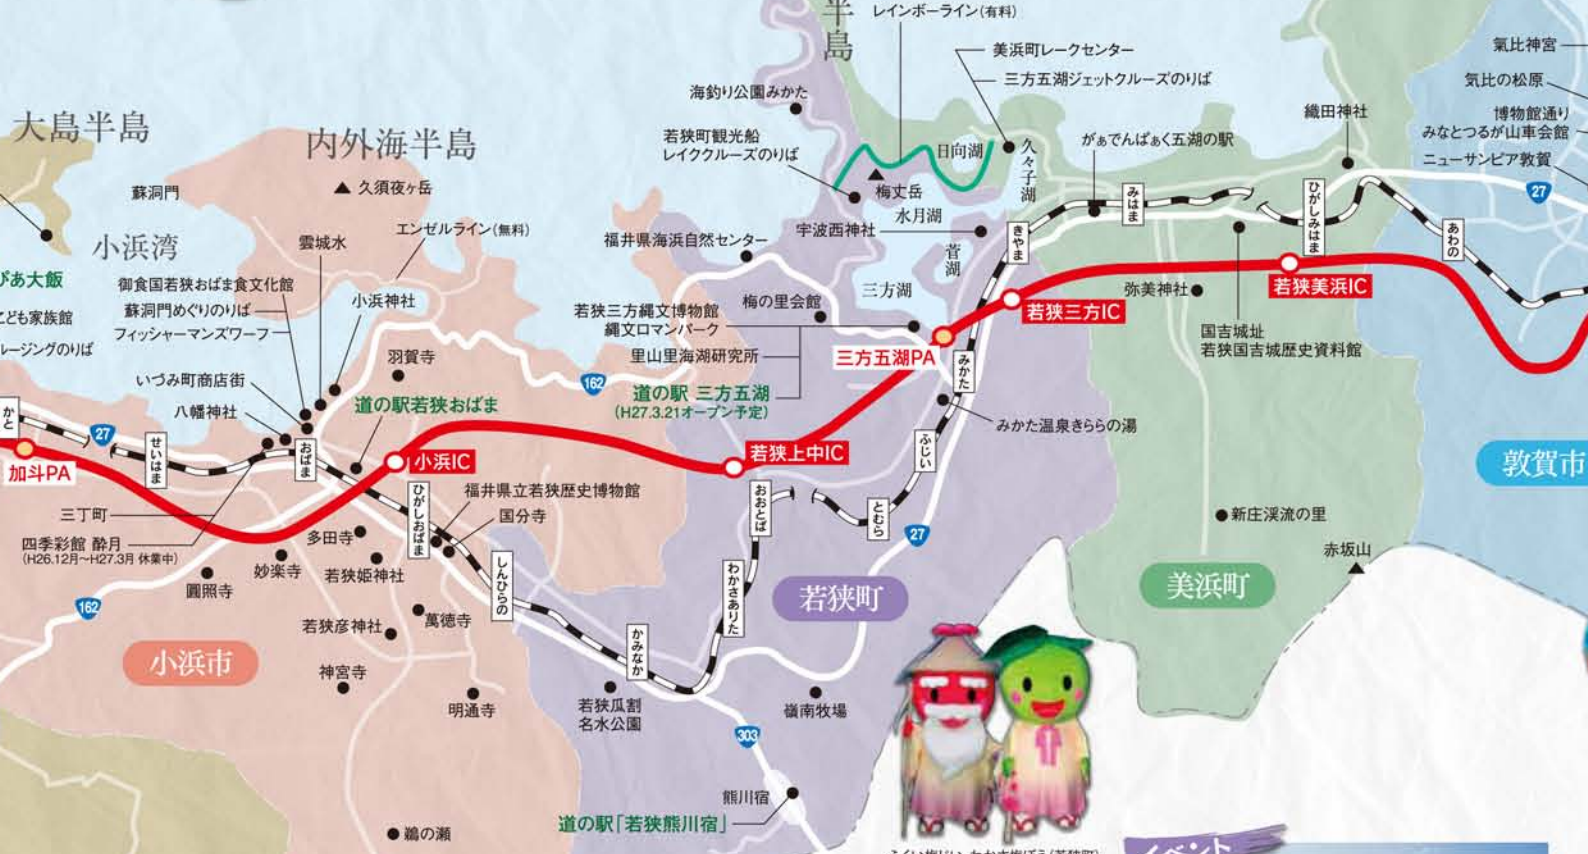 半島
レインボーライン(有料)
美浜町レークセンター
三方五湖ジェットクルーズのりば
氣比神宮
気比の松原
博物館通り
みなとつるが山車会館
ニューサンピア敦賀
織田神社
海釣り公園みかた
若狭町観光船
レイククルーズのりば
日向湖
久々子湖
がぁでんぱぁく五湖の駅
大島半島
内外海半島
久須夜ヶ岳
蘇洞門
小浜湾
雲城水
エンゼルライン(無料)
梅丈岳
水月湖
宇波西神社
菅湖
三方湖
きやま
みはま
ひがしみはま
あわの
27
福井県海浜自然センター
ぴあ大飯
こども家族館
ルージングのりば
御食国若狭おばま食文化館
蘇洞門めぐりのりば
フィッシャーマンズワーフ
小浜神社
若狭三方縄文博物館
縄文ロマンパーク
梅の里会館
里山里海湖研究所
道の駅 三方五湖
(H27.3.21オープン予定)
三方五湖PA
若狭三方IC
弥美神社
若狭美浜IC
国吉城址
若狭国吉城歴史資料館
羽賀寺
162
いづみ町商店街
八幡神社
道の駅若狭おばま
みかた
みかた温泉きららの湯
かと
27
せいはま
おばま
加斗PA
小浜IC
若狭上中IC
ふじい
敦賀市
ひがしおばま
福井県立若狭歴史博物館
国分寺
おおとば
とむら
27
三丁町
四季彩館 酔月
(H26.12月〜H27.3月 休業中)
多田寺
妙楽寺
若狭姫神社
圓照寺
新庄渓流の里
赤坂山
しんひらの
わかさありた
若狭町
美浜町
162
若狭彦神社
萬徳寺
かみなか
小浜市
神宮寺
明通寺
若狭瓜割
名水公園
嶺南牧場
303
熊川宿
道の駅「若狭熊川宿」
鵜の瀬
イベント